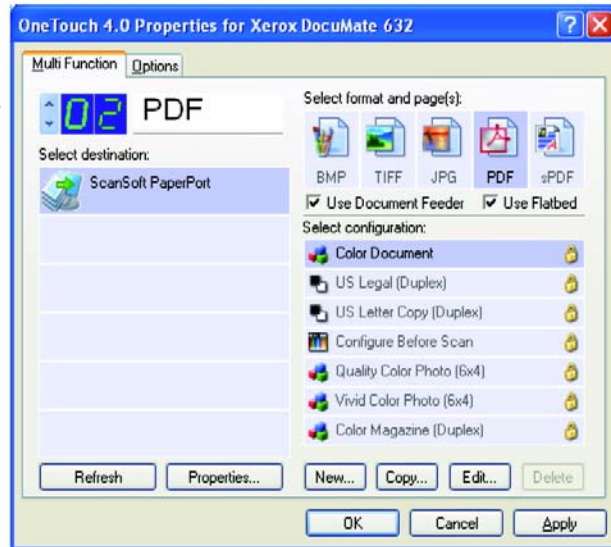 OneTouch 4.0 Properties for Xerox DocuMate 632
Multi Function
Options
02
PDF
Select destination:
ScanSoft PaperPort
Refresh
Properties...
Select format and page(s):
BMP TIFF JPG PDF sPDF
Use Document Feeder
Use Flatbed
Select configuration:
Color Document
US Legal (Duplex)
US Letter Copy (Duplex)
Configure Before Scan
Quality Color Photo (6x4)
Vivid Color Photo (6x4)
Color Magazine (Duplex)
New...
Copy...
Edit...
Delete
OK
Cancel
Apply